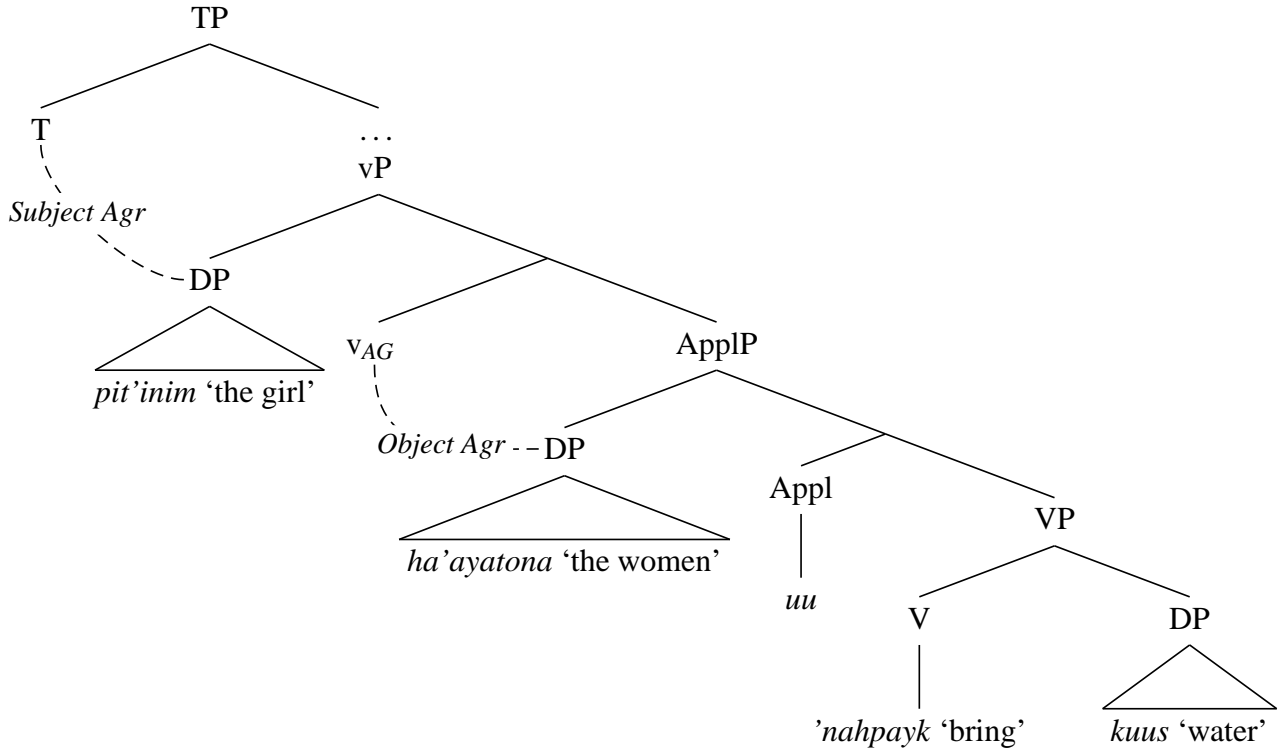 TP
T
. . .
vP
Subject Agr
DP
pit'inim ‘the girl’
vAG
ApplP
Object Agr
DP
ha'ayatona ‘the women’
Appl
uu
VP
V
DP
’nahpayk ‘bring’
kuus ‘water’